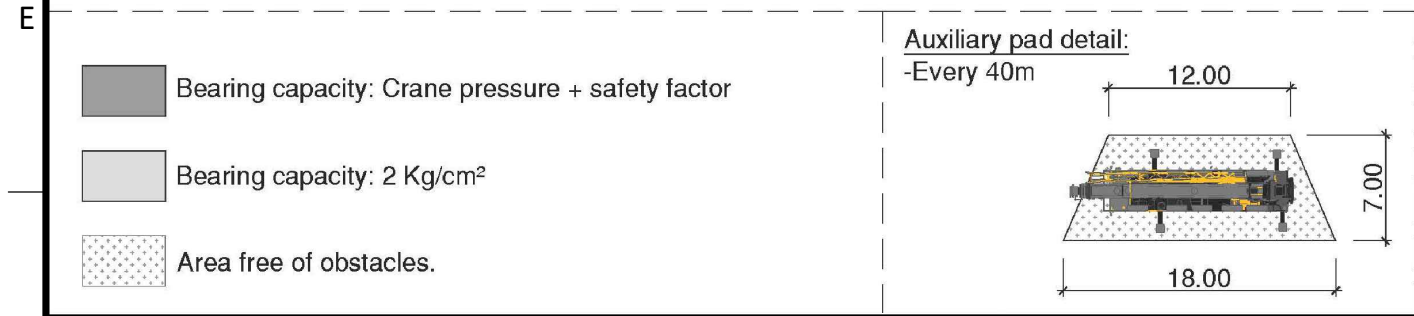 E
Bearing capacity: Crane pressure + safety factor
Bearing capacity: 2 Kg/cm²
Area free of obstacles.
Auxiliary pad detail:
-Every 40m
12.00
7.00
18.00